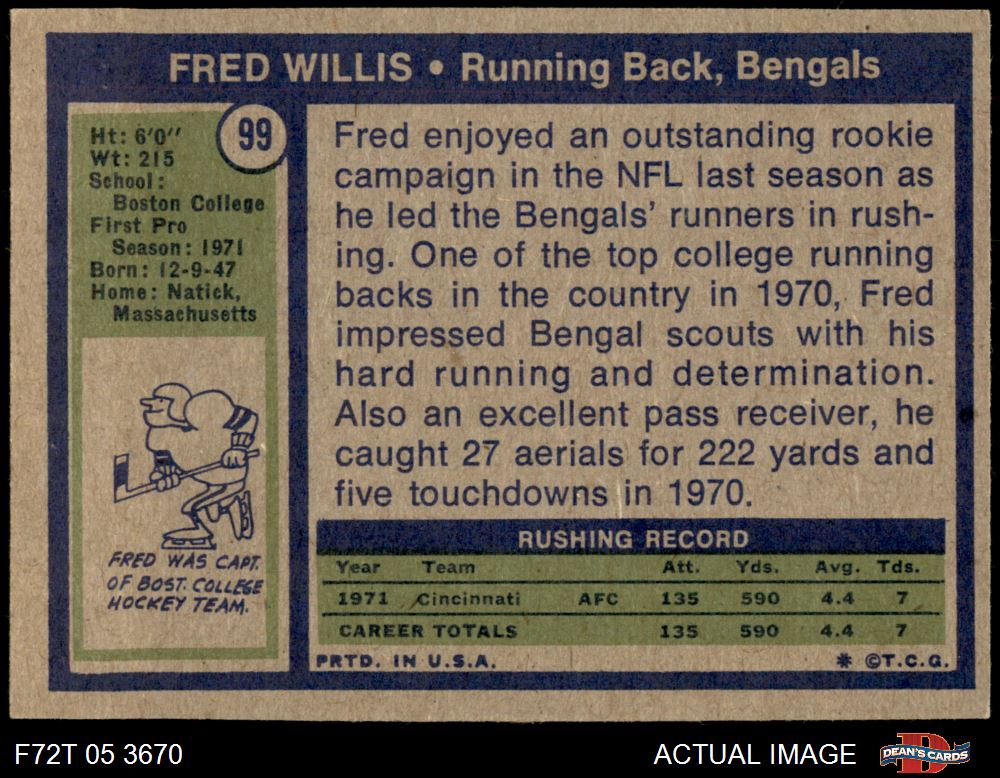 FRED WILLIS • Running Back, Bengals
99
Ht: 6'0"
Wt: 215
School:
Boston College
First Pro
Season: 1971
Born: 12-9-47
Home: Natick,
Massachusetts
FRED WAS CAPT.
OF BOST. COLLEGE
HOCKEY TEAM.
Fred enjoyed an outstanding rookie
campaign in the NFL last season as
he led the Bengals' runners in rush-
ing. One of the top college running
backs in the country in 1970, Fred
impressed Bengal scouts with his
hard running and determination.
Also an excellent pass receiver, he
caught 27 aerials for 222 yards and
five touchdowns in 1970.
RUSHING RECORD
Year Team Att. Yds. Avg. Tds.
1971 Cincinnati AFC 135 590 4.4 7
CAREER TOTALS 135 590 4.4 7
PRTD. IN U.S.A. * ©T.C.G.
F72T 05 3670 ACTUAL IMAGE D DEAN'S CARDS